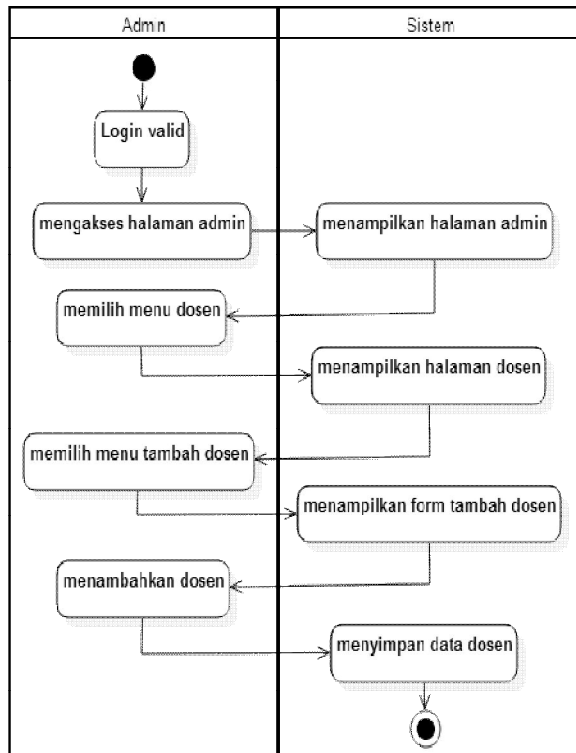 Admin
Sistem
Login valid
mengakses halaman admin
menampilkan halaman admin
memilih menu dosen
menampilkan halaman dosen
memilih menu tambah dosen
menampilkan form tambah dosen
menambahkan dosen
menyimpan data dosen